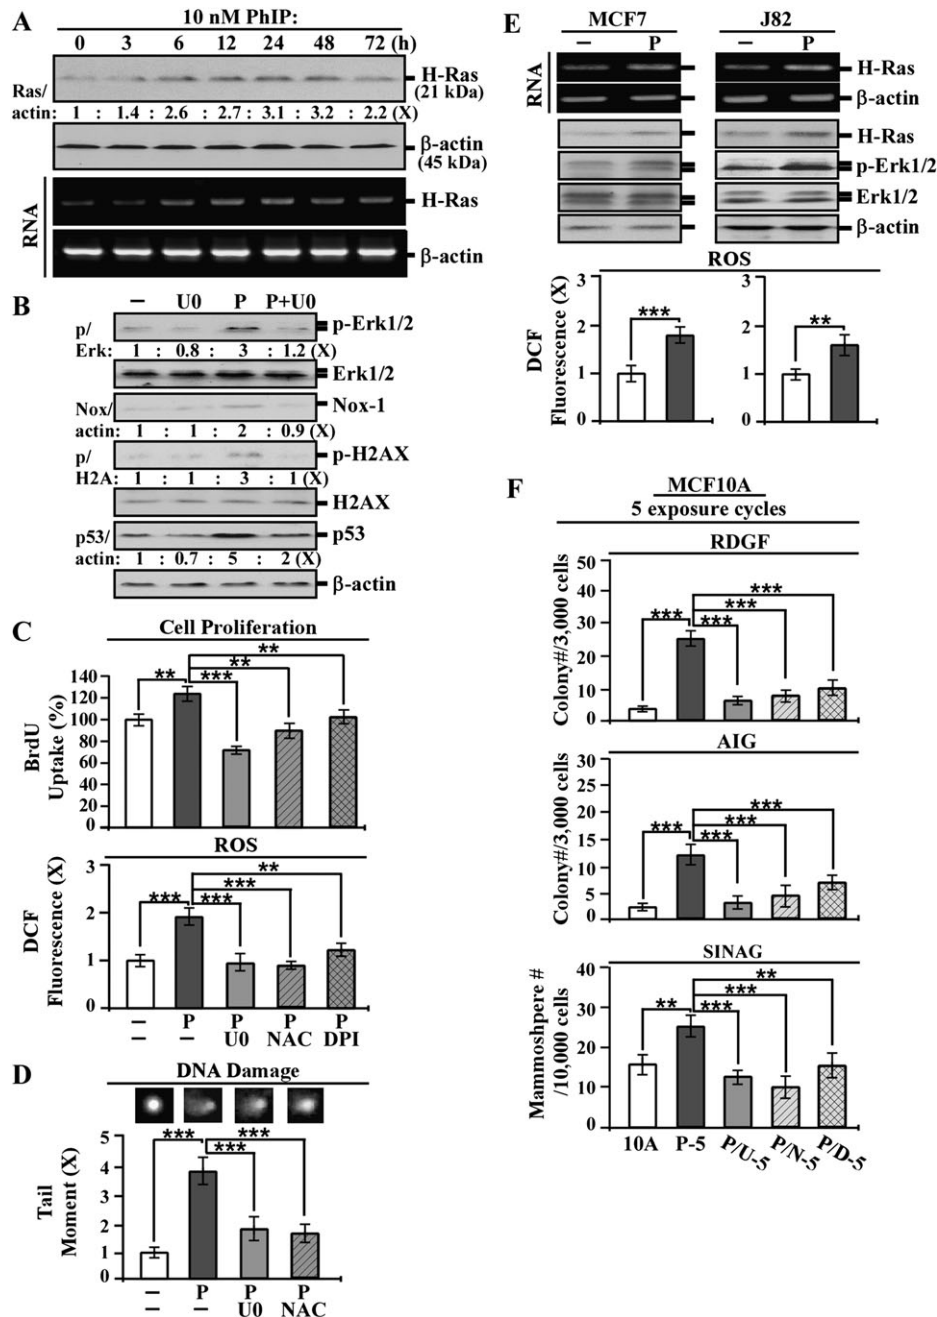 A
10 nM PhIP:
0 3 6 12 24 48 72 (h)
H-Ras
(21 kDa)
Ras/
actin: 1 : 1.4 : 2.6 : 2.7 : 3.1 : 3.2 : 2.2 (X)
β-actin
(45 kDa)
RNA
H-Ras
β-actin
B
– U0 P P+U0
p/
p-Erk1/2
Erk: 1 : 0.8 : 3 : 1.2 (X)
Erk1/2
Nox/
Nox-1
actin: 1 : 1 : 2 : 0.9 (X)
p/
p-H2AX
H2A: 1 : 1 : 3 : 1 (X)
H2AX
p53/
p53
actin: 1 : 0.7 : 5 : 2 (X)
β-actin
C
Cell Proliferation
BrdU
Uptake (%)
140
120
100
80
60
40
20
0
** *** ** **
ROS
DCF
Fluorescence (X)
3
2
1
0
*** *** *** **
– P P P P
– – U0 NAC DPI
D
DNA Damage
Tail
Moment (X)
5
4
3
2
1
0
*** *** ***
– P P P
– – U0 NAC
E
MCF7 J82
– P – P
RNA
H-Ras
β-actin
H-Ras
p-Erk1/2
Erk1/2
β-actin
ROS
DCF
Fluorescence (X)
3
2
1
0
***
3
2
1
0
**
F
MCF10A
5 exposure cycles
RDGF
Colony#/3,000 cells
50
40
30
20
10
0
*** *** *** ***
AIG
Colony#/3,000 cells
30
25
20
15
10
5
0
*** *** *** ***
SINAG
Mammoshpere #
/10,000 cells
40
30
20
10
0
** *** *** **
10A P-5 P/U-5 P/N-5 P/D-5